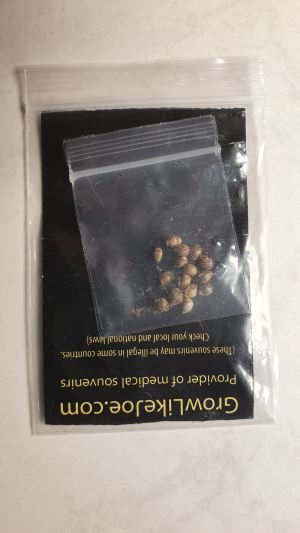 GrowLikeJoe.com
Provider of medical souvenirs
(These souvenirs may be illegal in some countries.
Check your local and national laws)